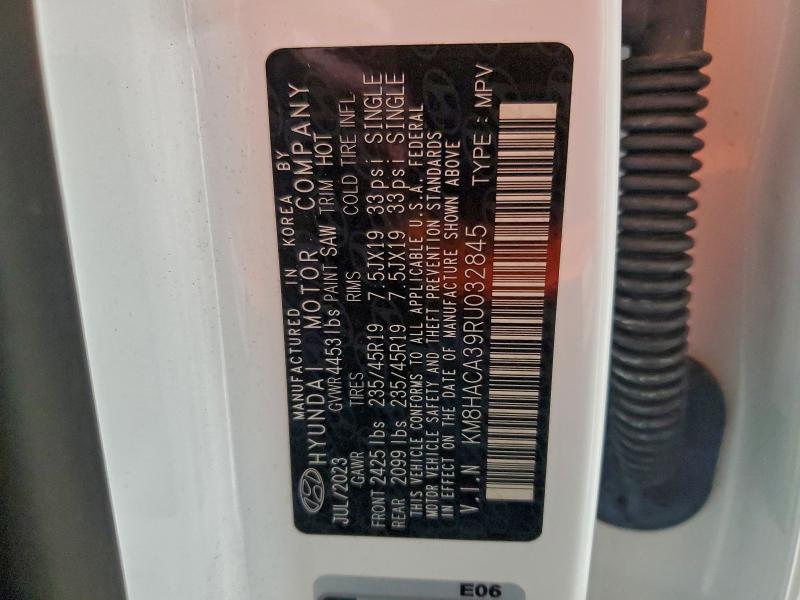 MANUFACTURED IN KOREA BY
HYUNDAI MOTOR COMPANY
JUL/2023 GVWR 4453 lbs PAINT SAW TRIM HOT
GAWR TIRES RIMS COLD TIRE INFL
FRONT 2425 lbs 235/45R19 7.5JX19 33psi SINGLE
REAR 2099 lbs 235/45R19 7.5JX19 33psi SINGLE
THIS VEHICLE CONFORMS TO ALL APPLICABLE U.S.A. FEDERAL
MOTOR VEHICLE SAFETY AND THEFT PREVENTION STANDARDS
IN EFFECT ON THE DATE OF MANUFACTURE SHOWN ABOVE
V.I.N KM8HACA39RU032845 TYPE : MPV
E06